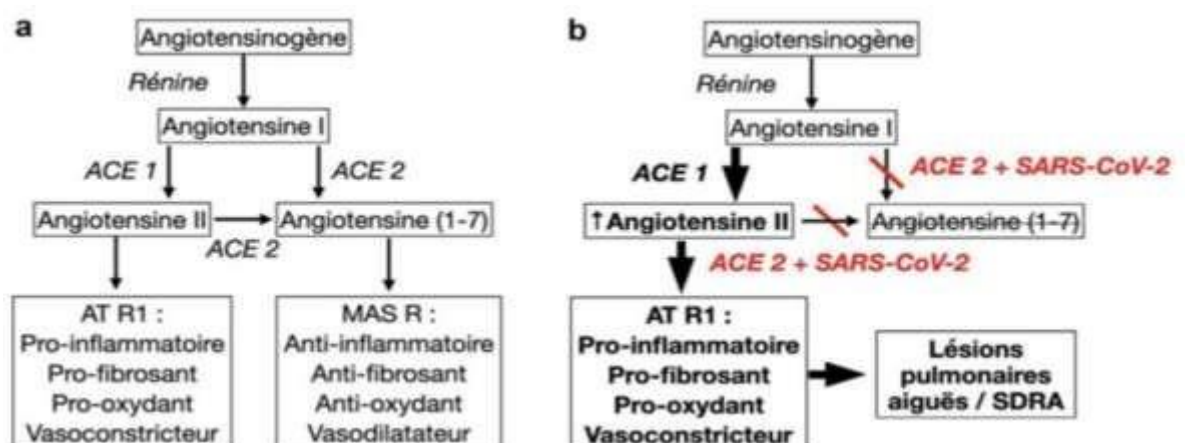 a
Angiotensinogène
Rénine
Angiotensine I
ACE 1
ACE 2
Angiotensine II
Angiotensine (1-7)
ACE 2
AT R1 :
Pro-inflammatoire
Pro-fibrosant
Pro-oxydant
Vasoconstricteur
MAS R :
Anti-inflammatoire
Anti-fibrosant
Anti-oxydant
Vasodilatateur
b
Angiotensinogène
Rénine
Angiotensine I
ACE 1
ACE 2 + SARS-CoV-2
↑Angiotensine II
Angiotensine (1-7)
ACE 2 + SARS-CoV-2
AT R1 :
Pro-inflammatoire
Pro-fibrosant
Pro-oxydant
Vasoconstricteur
Lésions
pulmonaires
aiguës / SDRA